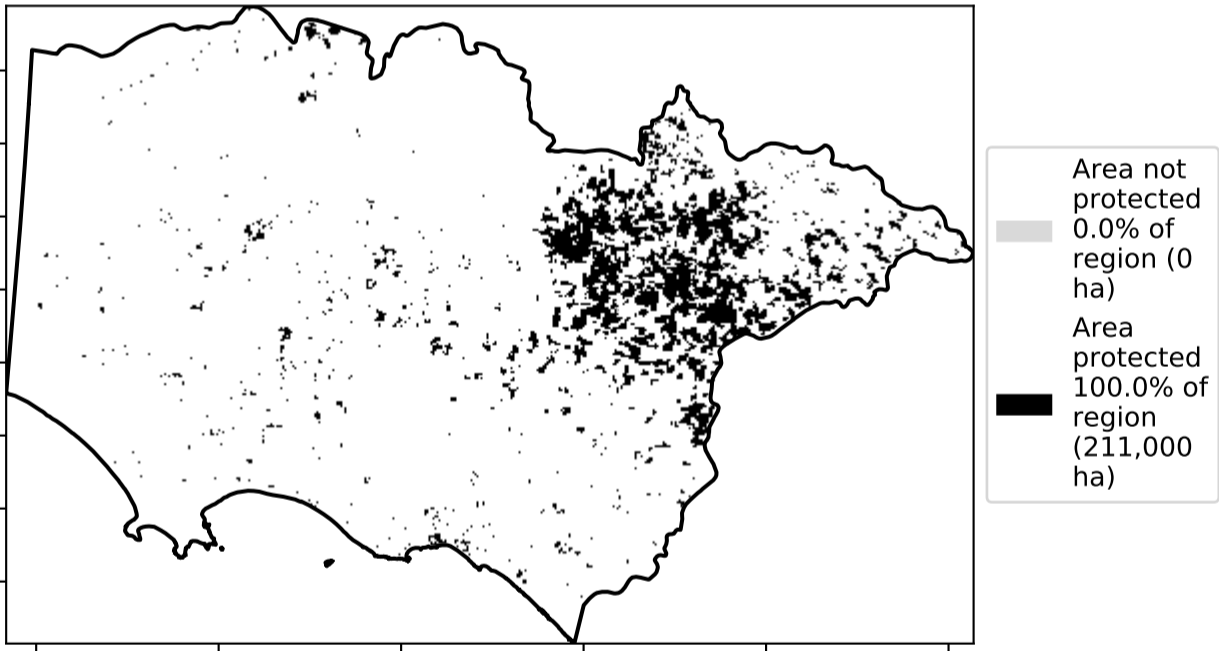 Area not
protected
0.0% of
region (0
ha)
Area
protected
100.0% of
region
(211,000
ha)